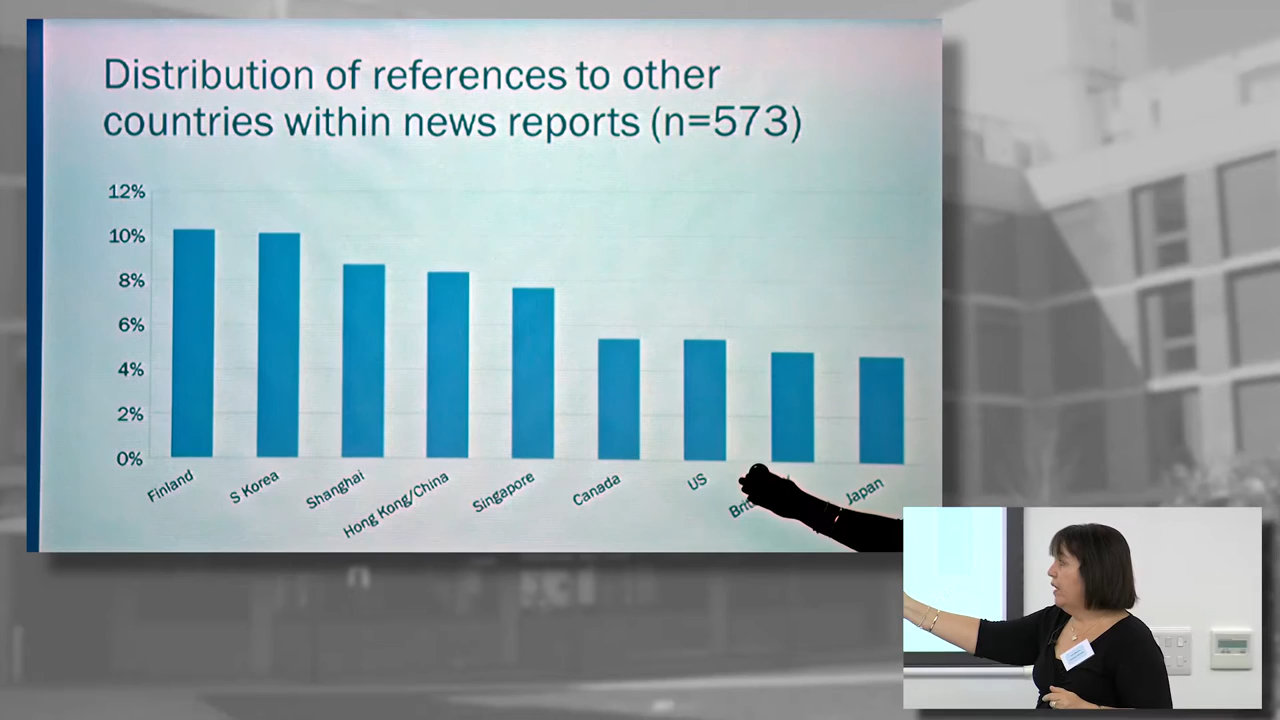 Distribution of references to other
countries within news reports (n=573)
12%
10%
8%
6%
4%
2%
0%
Finland
S Korea
Shanghai
Hong Kong/China
Singapore
Canada
US
Japan